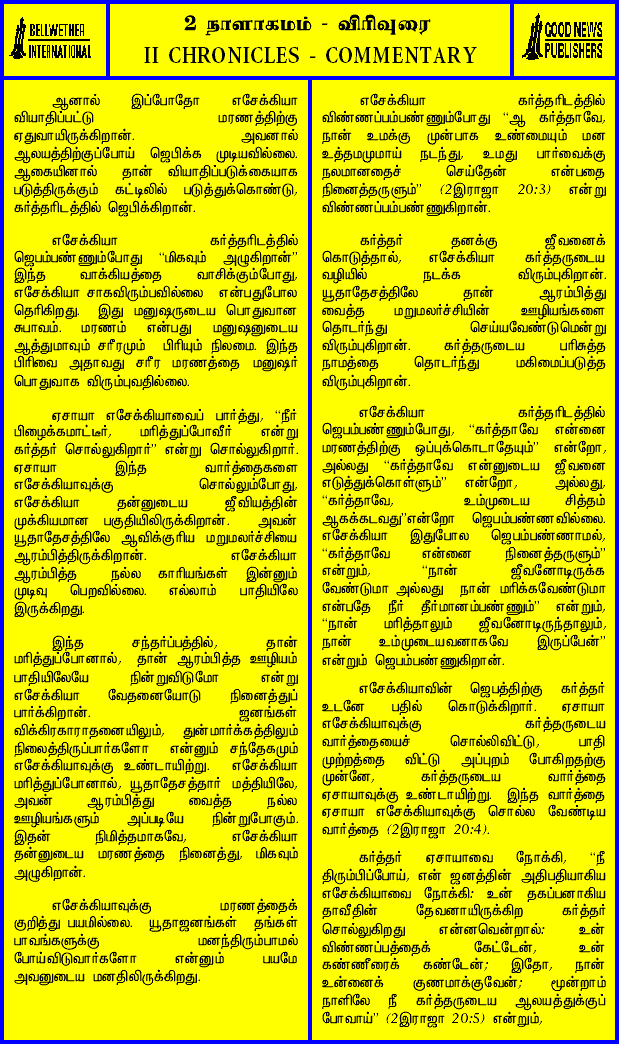 BELLWETHER
INTERNATIONAL
2 நாளாகமம் - விரிவுரை
II CHRONICLES - COMMENTARY
GOOD NEWS
PUBLISHERS
ஆனால் இப்போதோ எசேக்கியா
வியாதிப்பட்டு மரணத்திற்கு
ஏதுவாயிருக்கிறான். அவனால்
ஆலயத்திற்குப்போய் ஜெபிக்க முடியவில்லை.
ஆகையினால் தான் வியாதிபடுக்கையாக
படுத்திருக்கும் கட்டிலில் படுத்துக்கொண்டு,
கர்த்தரிடத்தில் ஜெபிக்கிறான்.
எசேக்கியா கர்த்தரிடத்தில்
ஜெபம்பண்ணும்போது “மிகவும் அழுகிறான்”
இந்த வாக்கியத்தை வாசிக்கும்போது,
எசேக்கியா சாகவிரும்பவில்லை என்பதுபோல
தெரிகிறது. இது மனுஷருடைய பொதுவான
சுபாவம். மரணம் என்பது மனுஷனுடைய
ஆத்துமாவும் சரீரமும் பிரியும் நிலமை. இந்த
பிரிவை அதாவது சரீர மரணத்தை மனுஷர்
பொதுவாக விரும்புவதில்லை.
ஏசாயா எசேக்கியாவைப் பார்த்து, “நீர்
பிழைக்கமாட்டீர், மரித்துப்போவீர் என்று
கர்த்தர் சொல்லுகிறார்” என்று சொல்லுகிறார்.
ஏசாயா இந்த வார்த்தைகளை
எசேக்கியாவுக்கு சொல்லும்போது,
எசேக்கியா தன்னுடைய ஜீவியத்தின்
முக்கியமான பகுதியிலிருக்கிறான். அவன்
யூதாதேசத்திலே ஆவிக்குரிய மறுமலர்ச்சியை
ஆரம்பித்திருக்கிறான். எசேக்கியா
ஆரம்பித்த நல்ல காரியங்கள் இன்னும்
முடிவு பெறவில்லை. எல்லாம் பாதியிலே
இருக்கிறது.
இந்த சந்தர்ப்பத்தில், தான்
மரித்துப்போனால், தான் ஆரம்பித்த ஊழியம்
பாதியிலேயே நின்றுவிடுமோ என்று
எசேக்கியா வேதனையோடு நினைத்துப்
பார்க்கிறான். ஜனங்கள்
விக்கிரகாராதனையிலும், துன்மார்க்கத்திலும்
நிலைத்திருப்பார்களோ என்னும் சந்தேகமும்
எசேக்கியாவுக்கு உண்டாயிற்று. எசேக்கியா
மரித்துப்போனால், யூதாதேசத்தார் மத்தியிலே,
அவன் ஆரம்பித்து வைத்த நல்ல
ஊழியங்களும் அப்படியே நின்றுபோகும்.
இதன் நிமித்தமாகவே, எசேக்கியா
தன்னுடைய மரணத்தை நினைத்து, மிகவும்
அழுகிறான்.
எசேக்கியாவுக்கு மரணத்தைக்
குறித்து பயமில்லை. யூதாஜனங்கள் தங்கள்
பாவங்களுக்கு மனந்திரும்பாமல்
போய்விடுவார்களோ என்னும் பயமே
அவனுடைய மனதிலிருக்கிறது.
எசேக்கியா கர்த்தரிடத்தில்
விண்ணப்பம்பண்ணும்போது “ஆ கர்த்தாவே,
நான் உமக்கு முன்பாக உண்மையும் மன
உத்தமமுமாய் நடந்து, உமது பார்வைக்கு
நலமானதைச் செய்தேன் என்பதை
நினைத்தருளும்” (2இராஜா 20:3) என்று
விண்ணப்பம்பண்ணுகிறான்.
கர்த்தர் தனக்கு ஜீவனைக்
கொடுத்தால், எசேக்கியா கர்த்தருடைய
வழியில் நடக்க விரும்புகிறான்.
யூதாதேசத்திலே தான் ஆரம்பித்து
வைத்த மறுமலர்ச்சியின் ஊழியங்களை
தொடர்ந்து செய்யவேண்டுமென்று
விரும்புகிறான். கர்த்தருடைய பரிசுத்த
நாமத்தை தொடர்ந்து மகிமைப்படுத்த
விரும்புகிறான்.
எசேக்கியா கர்த்தரிடத்தில்
ஜெபம்பண்ணும்போது, “கர்த்தாவே என்னை
மரணத்திற்கு ஒப்புக்கொடாதேயும்” என்றோ,
அல்லது “கர்த்தாவே என்னுடைய ஜீவனை
எடுத்துக்கொள்ளும்” என்றோ, அல்லது,
“கர்த்தாவே, உம்முடைய சித்தம்
ஆகக்கடவது”என்றோ ஜெபம்பண்ணவில்லை.
எசேக்கியா இதுபோல ஜெபம்பண்ணாமல்,
“கர்த்தாவே என்னை நினைத்தருளும்”
என்றும், “நான் ஜீவனோடிருக்க
வேண்டுமா அல்லது நான் மரிக்கவேண்டுமா
என்பதை நீர் தீர்மானம்பண்ணும்” என்றும்,
“நான் மரித்தாலும் ஜீவனோடிருந்தாலும்,
நான் உம்முடையவனாகவே இருப்பேன்”
என்றும் ஜெபம்பண்ணுகிறான்.
எசேக்கியாவின் ஜெபத்திற்கு கர்த்தர்
உடனே பதில் கொடுக்கிறார். ஏசாயா
எசேக்கியாவுக்கு கர்த்தருடைய
வார்த்தையைச் சொல்லிவிட்டு, பாதி
முற்றத்தை விட்டு அப்புறம் போகிறதற்கு
முன்னே, கர்த்தருடைய வார்த்தை
ஏசாயாவுக்கு உண்டாயிற்று. இந்த வார்த்தை
ஏசாயா எசேக்கியாவுக்கு சொல்ல வேண்டிய
வார்த்தை (2இராஜா 20:4).
கர்த்தர் ஏசாயாவை நோக்கி, “நீ
திரும்பிப்போய், என் ஜனத்தின் அதிபதியாகிய
எசேக்கியாவை நோக்கி: உன் தகப்பனாகிய
தாவீதின் தேவனாயிருக்கிற கர்த்தர்
சொல்லுகிறது என்னவென்றால்: உன்
விண்ணப்பத்தைக் கேட்டேன், உன்
கண்ணீரைக் கண்டேன்; இதோ, நான்
உன்னைக் குணமாக்குவேன்; மூன்றாம்
நாளிலே நீ கர்த்தருடைய ஆலயத்துக்குப்
போவாய்” (2இராஜா 20:5) என்றும்,